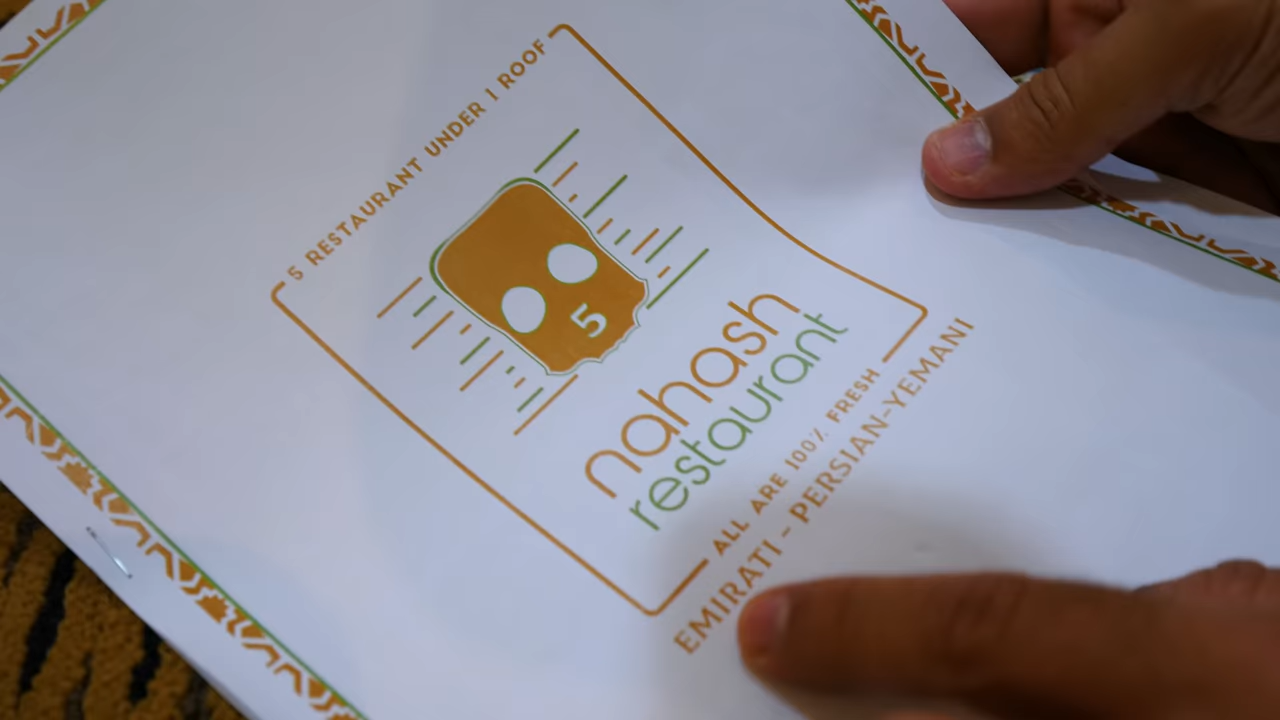 5 RESTAURANT UNDER 1 ROOF
5
nahash
restaurant
ALL ARE 100% FRESH
EMIRATI - PERSIAN-YEMANI